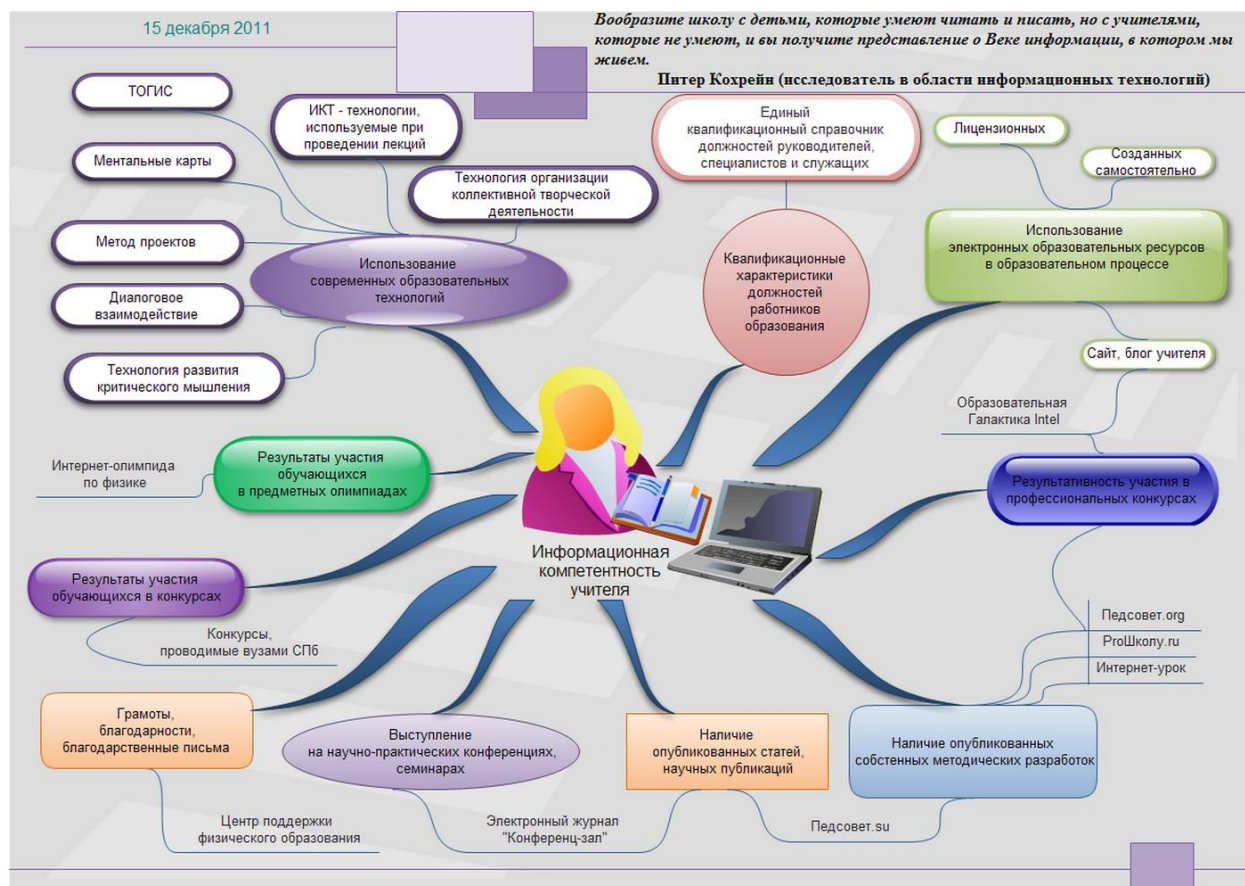 15 декабря 2011
Вообразите школу с детьми, которые умеют читать и писать, но с учителями,
которые не умеют, и вы получите представление о Веке информации, в котором мы
живем.
Питер Кохрейн (исследователь в области информационных технологий)
ТОГИС
ИКТ - технологии,
используемые при
проведении лекций
Ментальные карты
Технология организации
коллективной творческой
деятельности
Метод проектов
Использование
современных образовательных
технологий
Диалоговое
взаимодействие
Технология развития
критического мышления
Единый
квалификационный справочник
должностей руководителей,
специалистов и служащих
Квалификационные
характеристики
должностей
работников
образования
Лицензионных
Созданных
самостоятельно
Использование
электронных образовательных ресурсов
в образовательном процессе
Сайт, блог учителя
Образовательная
Галактика Intel
Результативность участия в
профессиональных конкурсах
Интернет-олимпида
по физике
Результаты участия
обучающихся
в предметных олимпиадах
Информационная
компетентность
учителя
Результаты участия
обучающихся в конкурсах
Конкурсы,
проводимые вузами СПб
Педсовет.org
ProШколу.ru
Интернет-урок
Грамоты,
благодарности,
благодарственные письма
Выступление
на научно-практических конференциях,
семинарах
Наличие
опубликованных статей,
научных публикаций
Наличие опубликованных
собстенных методических разработок
Центр поддержки
физического образования
Электронный журнал
"Конференц-зал"
Педсовет.su